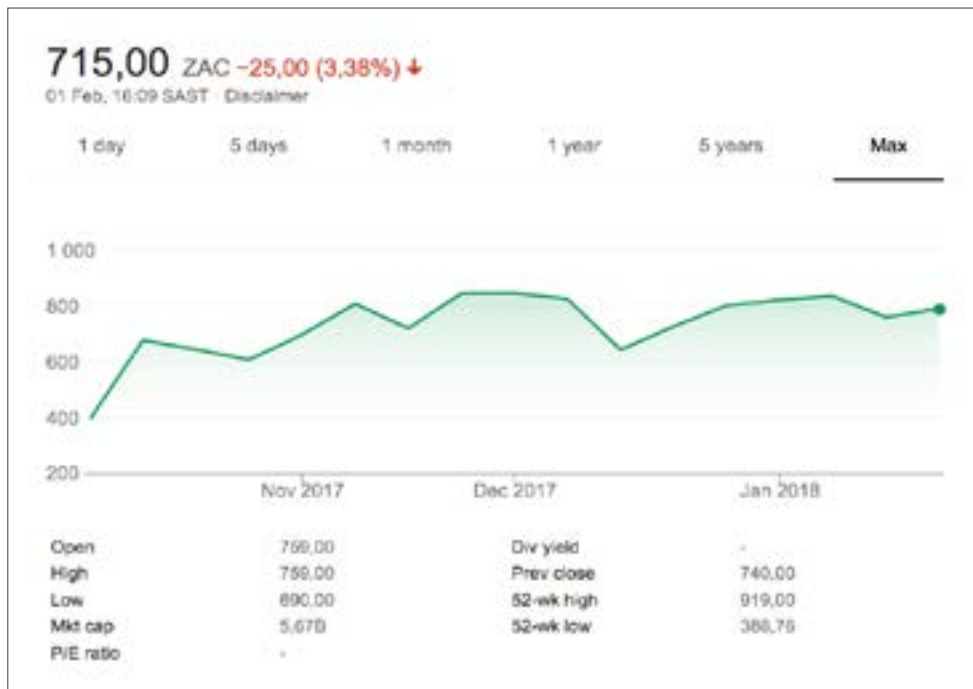 715,00 ZAC −25,00 (3,38%) ↓
01 Feb, 16:09 SAST · Disclaimer
1 day 5 days 1 month 1 year 5 years Max
1 000
800
600
400
200
Nov 2017 Dec 2017 Jan 2018
Open 759,00 Div yield -
High 759,00 Prev close 740,00
Low 690,00 52-wk high 919,00
Mkt cap 5,67B 52-wk low
P/E ratio -